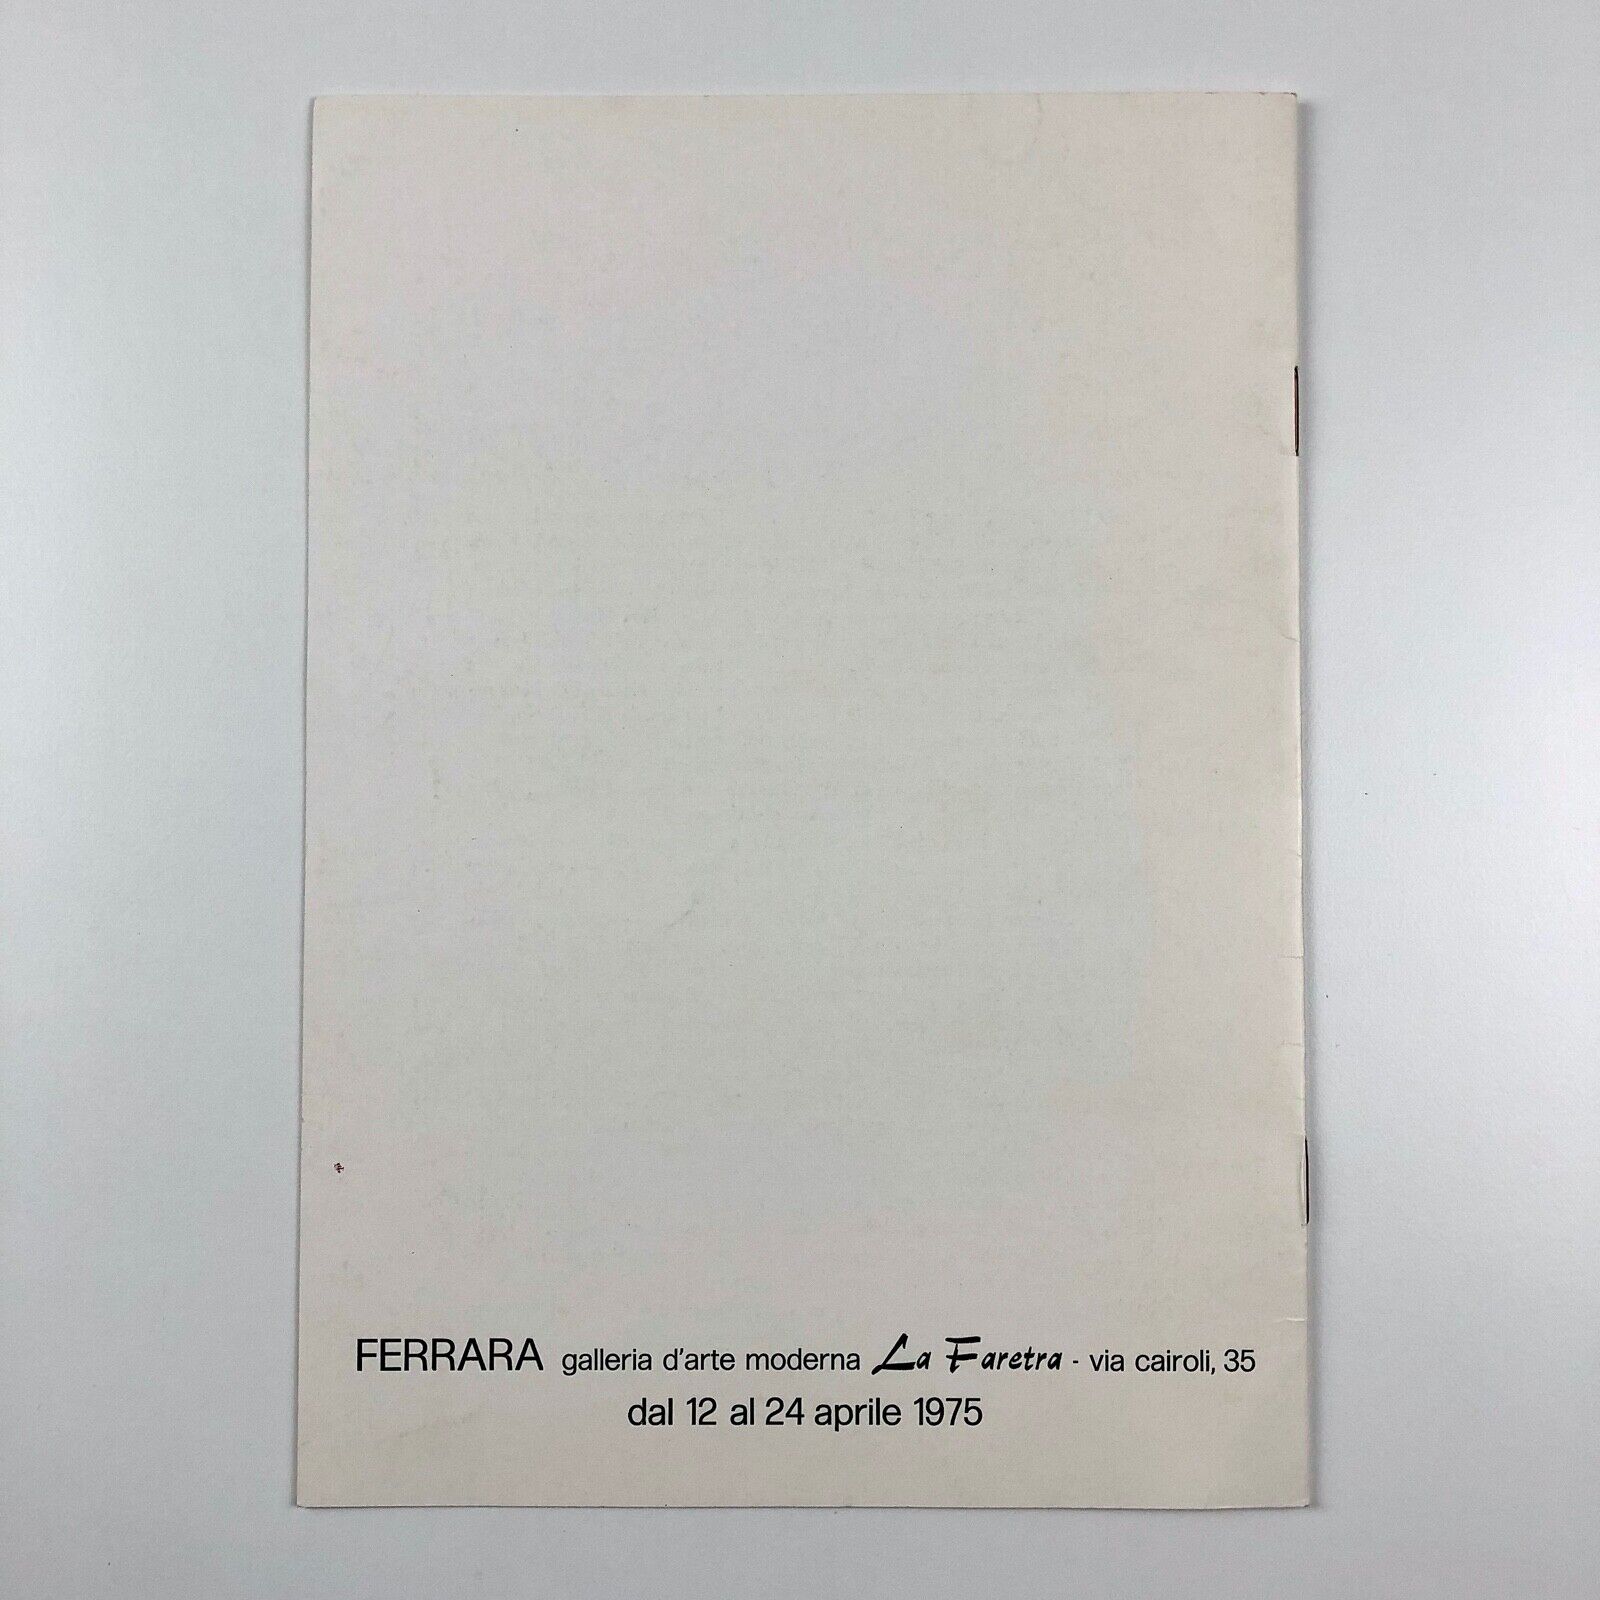 FERRARA galleria d'arte moderna La Faretra - via cairoli, 35
dal 12 al 24 aprile 1975